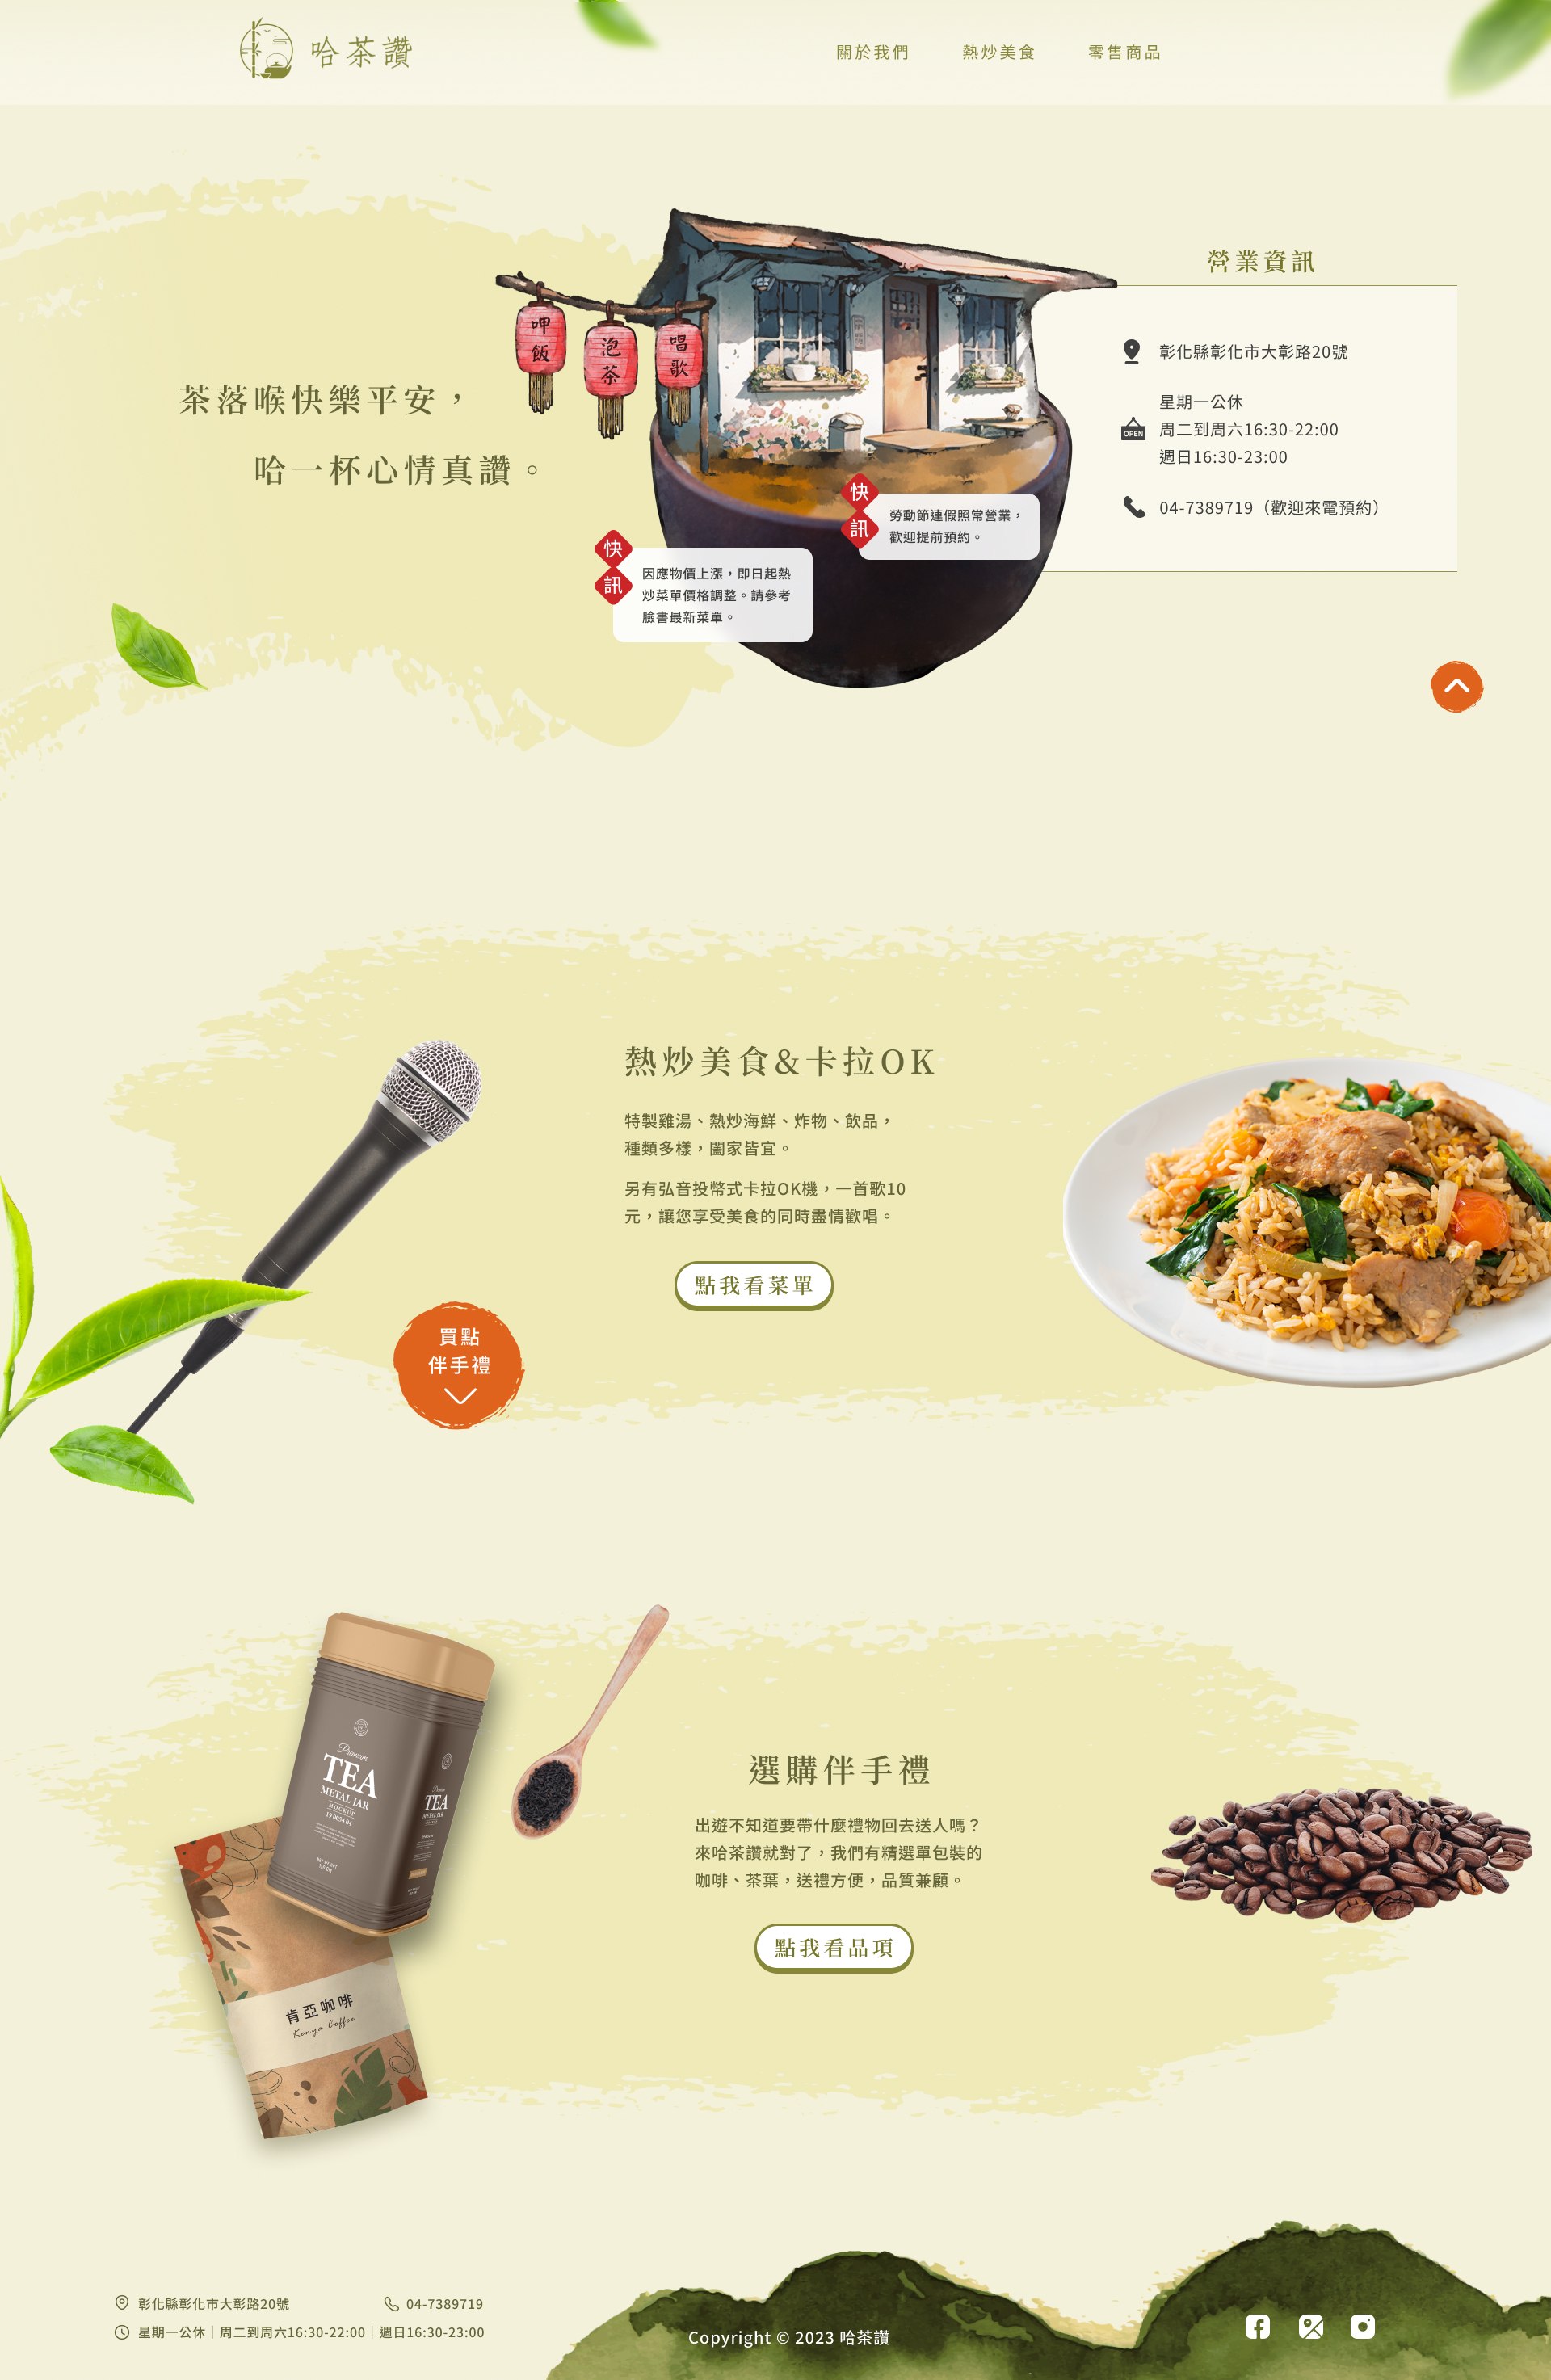 哈茶讚
關於我們
熱炒美食
零售商品
營業資訊
呷飯
泡茶
唱歌
彰化縣彰化市大彰路20號
茶落喉快樂平安，
哈一杯心情真讚。
星期一公休
OPEN
周二到周六16:30-22:00
週日16:30-23:00
04-7389719（歡迎來電預約）
快訊
勞動節連假照常營業，
歡迎提前預約。
快訊
因應物價上漲，即日起熱
炒菜單價格調整。請參考
臉書最新菜單。
熱炒美食&卡拉OK
特製雞湯、熱炒海鮮、炸物、飲品，
種類多樣，闔家皆宜。
另有弘音投幣式卡拉OK機，一首歌10
元，讓您享受美食的同時盡情歡唱。
點我看菜單
買點
伴手禮
Premium
TEA
METAL JAR
MOCKUP
TEA
METAL JAR
選購伴手禮
出遊不知道要帶什麼禮物回去送人嗎？
來哈茶讚就對了，我們有精選單包裝的
咖啡、茶葉，送禮方便，品質兼顧。
點我看品項
肯亞咖啡
Kenya Coffee
彰化縣彰化市大彰路20號
04-7389719
星期一公休｜周二到周六16:30-22:00｜週日16:30-23:00
Copyright © 2023 哈茶讚